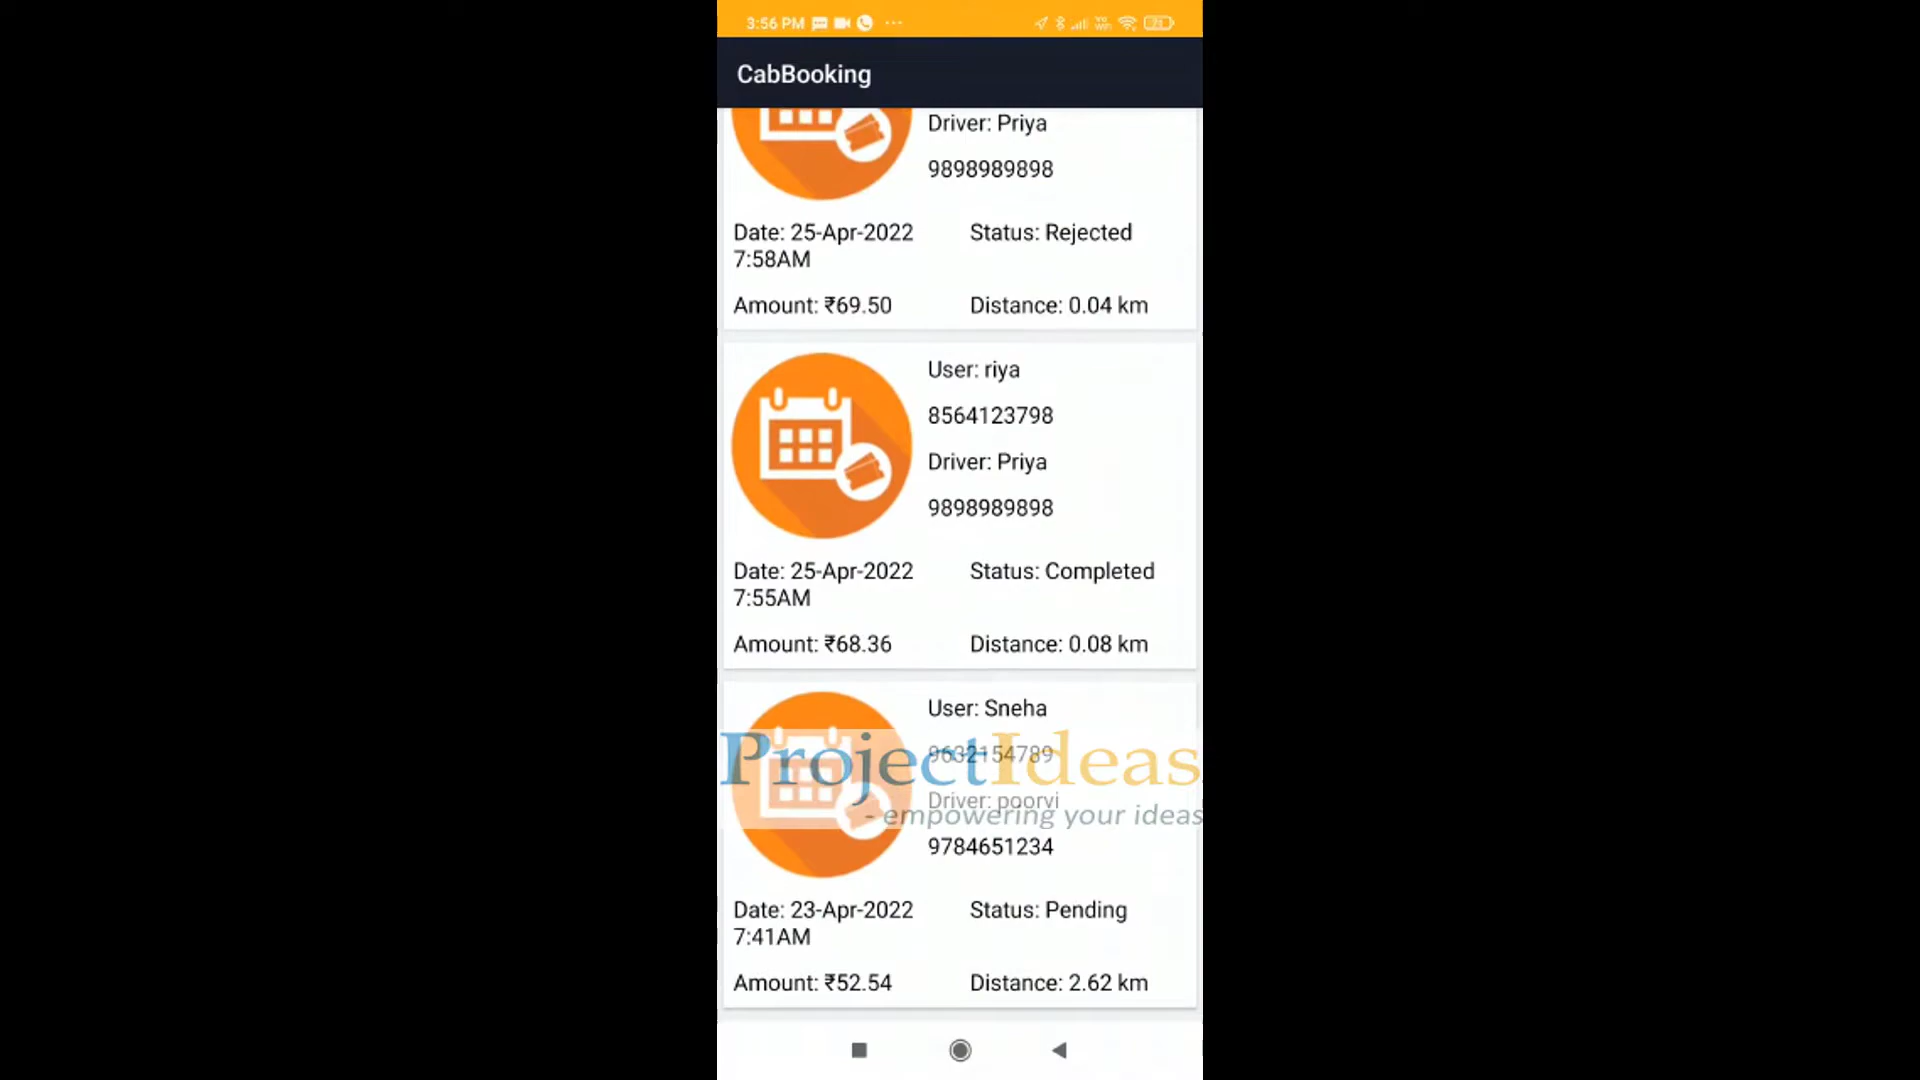 3:56 PM
CabBooking
Driver: Priya
9898989898
Date: 25-Apr-2022
7:58AM
Status: Rejected
Amount: ₹69.50
Distance: 0.04 km
User: riya
8564123798
Driver: Priya
9898989898
Date: 25-Apr-2022
7:55AM
Status: Completed
Amount: ₹68.36
Distance: 0.08 km
User: Sneha
9632154789
ProjectIdeas
Driver: poorvi
- empowering your ideas
9784651234
Date: 23-Apr-2022
7:41AM
Status: Pending
Amount: ₹52.54
Distance: 2.62 km